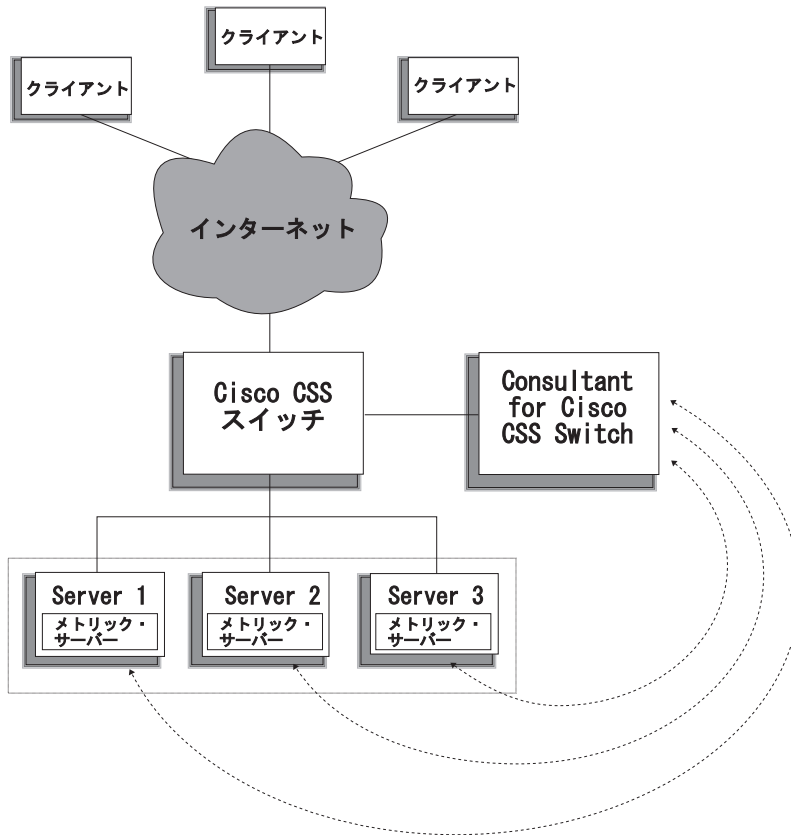 クライアント
クライアント
クライアント
インターネット
Cisco CSS
スイッチ
Consultant
for Cisco
CSS Switch
Server 1
メトリック・
サーバー
Server 2
メトリック・
サーバー
Server 3
メトリック・
サーバー